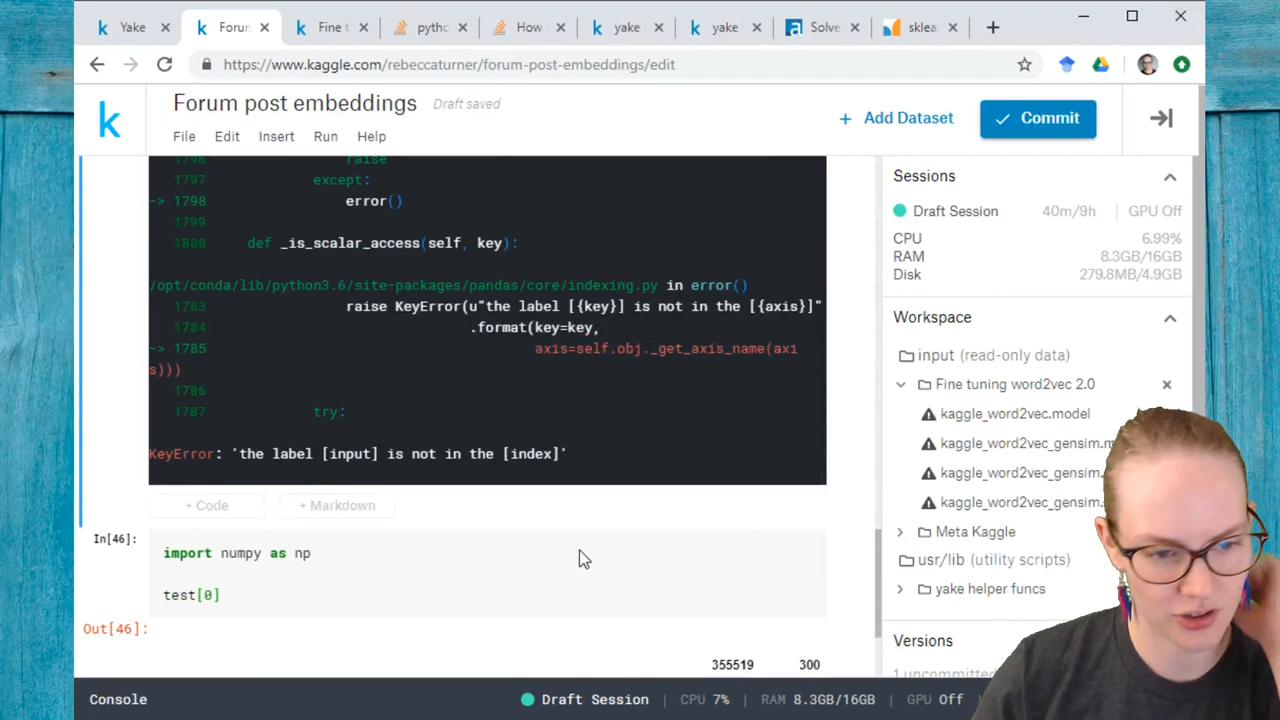 Yake
Forum
Fine t
pytho
How
yake
yake
Solve
sklea
https://www.kaggle.com/rebeccaturner/forum-post-embeddings/edit
k
Forum post embeddings
Draft saved
File
Edit
Insert
Run
Help
+ Add Dataset
Commit
1796
raise
1797
except:
-> 1798
error()
1799
1800
def _is_scalar_access(self, key):
/opt/conda/lib/python3.6/site-packages/pandas/core/indexing.py in error()
1783
raise KeyError(u"the label [{key}] is not in the [{axis}]"
1784
.format(key=key,
-> 1785
axis=self.obj._get_axis_name(axi
s)))
1786
1787
try:
KeyError: 'the label [input] is not in the [index]'
+ Code
+ Markdown
In[46]:
import numpy as np
test[0]
Out[46]:
355519
300
Sessions
Draft Session
40m/9h
GPU Off
CPU
6.99%
RAM
8.3GB/16GB
Disk
279.8MB/4.9GB
Workspace
input (read-only data)
Fine tuning word2vec 2.0
kaggle_word2vec.model
kaggle_word2vec_gensim.m
kaggle_word2vec_gensim.
kaggle_word2vec_gensim.
Meta Kaggle
usr/lib (utility scripts)
yake helper funcs
Versions
1 uncommitted
Console
Draft Session
CPU 7%
RAM 8.3GB/16GB
GPU Off